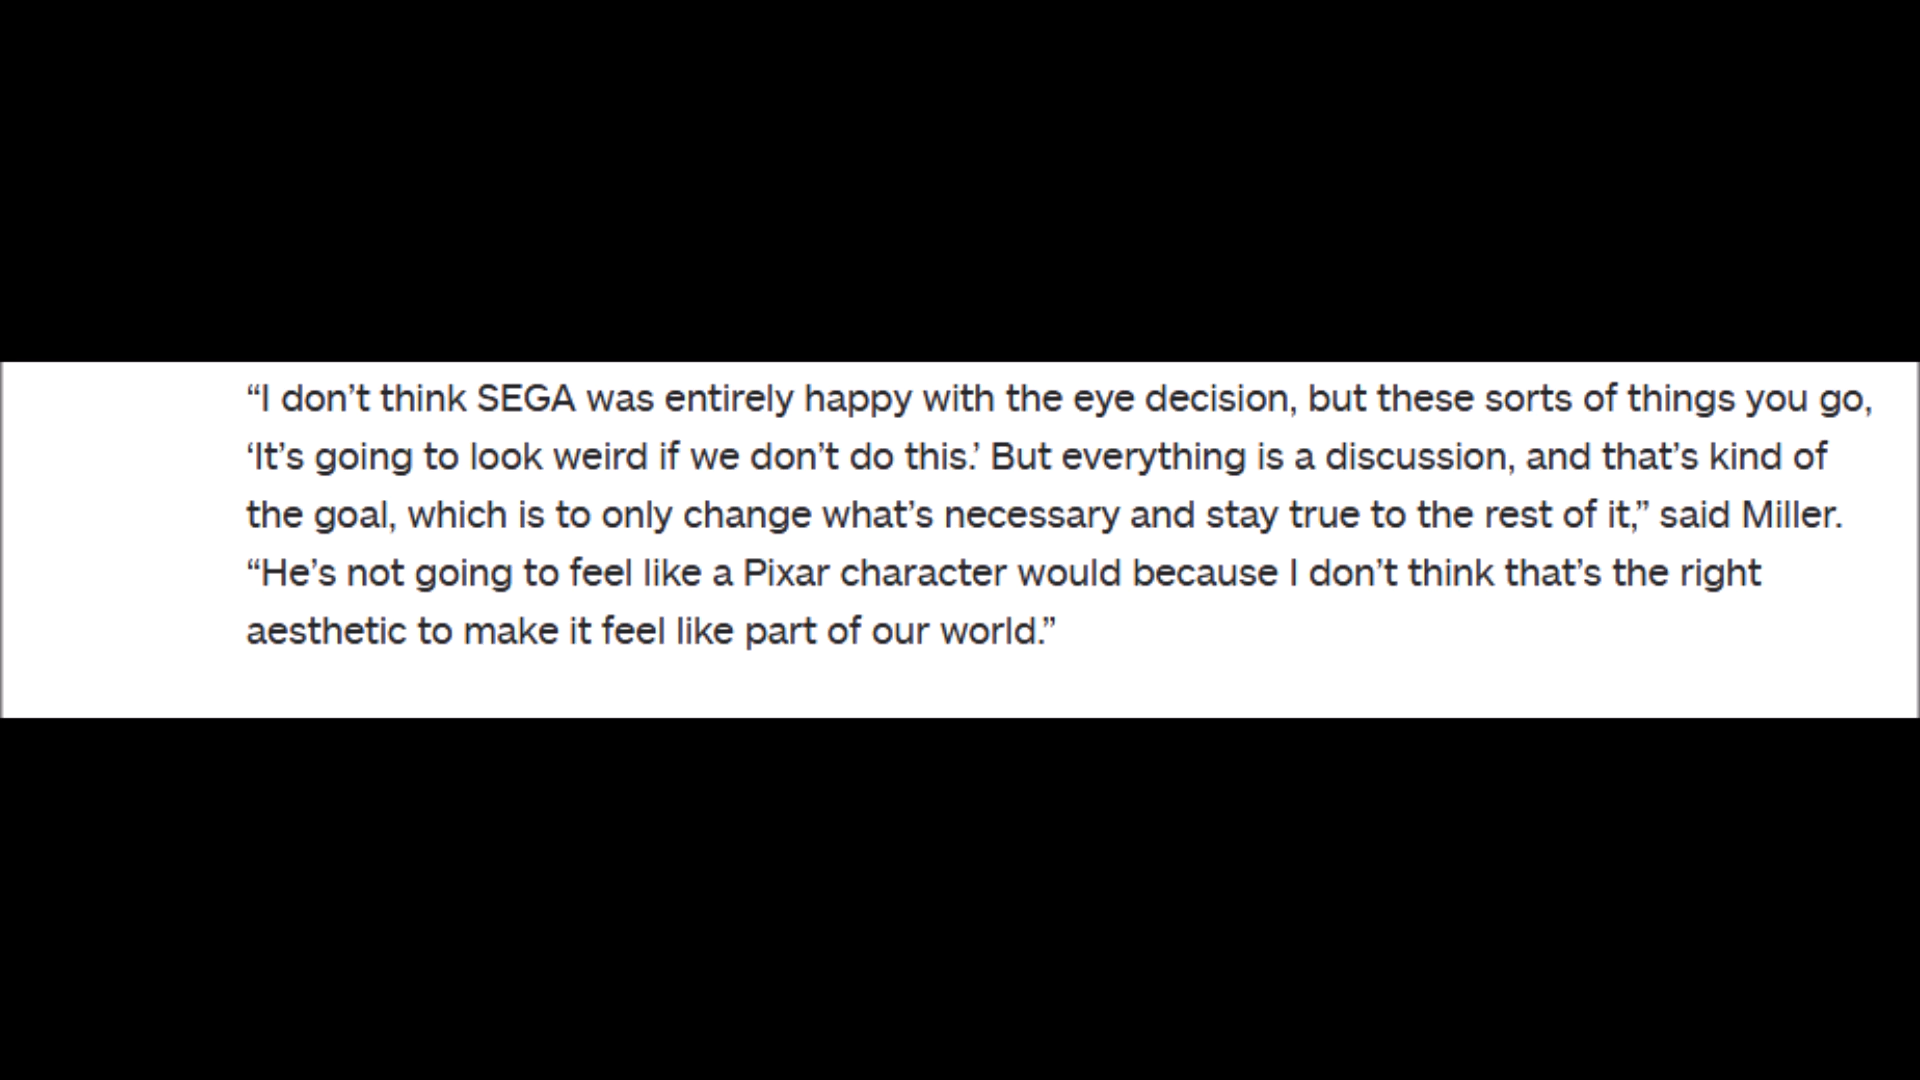 “I don’t think SEGA was entirely happy with the eye decision, but these sorts of things you go,
‘It’s going to look weird if we don’t do this.’ But everything is a discussion, and that’s kind of
the goal, which is to only change what’s necessary and stay true to the rest of it,” said Miller.
“He’s not going to feel like a Pixar character would because I don’t think that’s the right
aesthetic to make it feel like part of our world.”